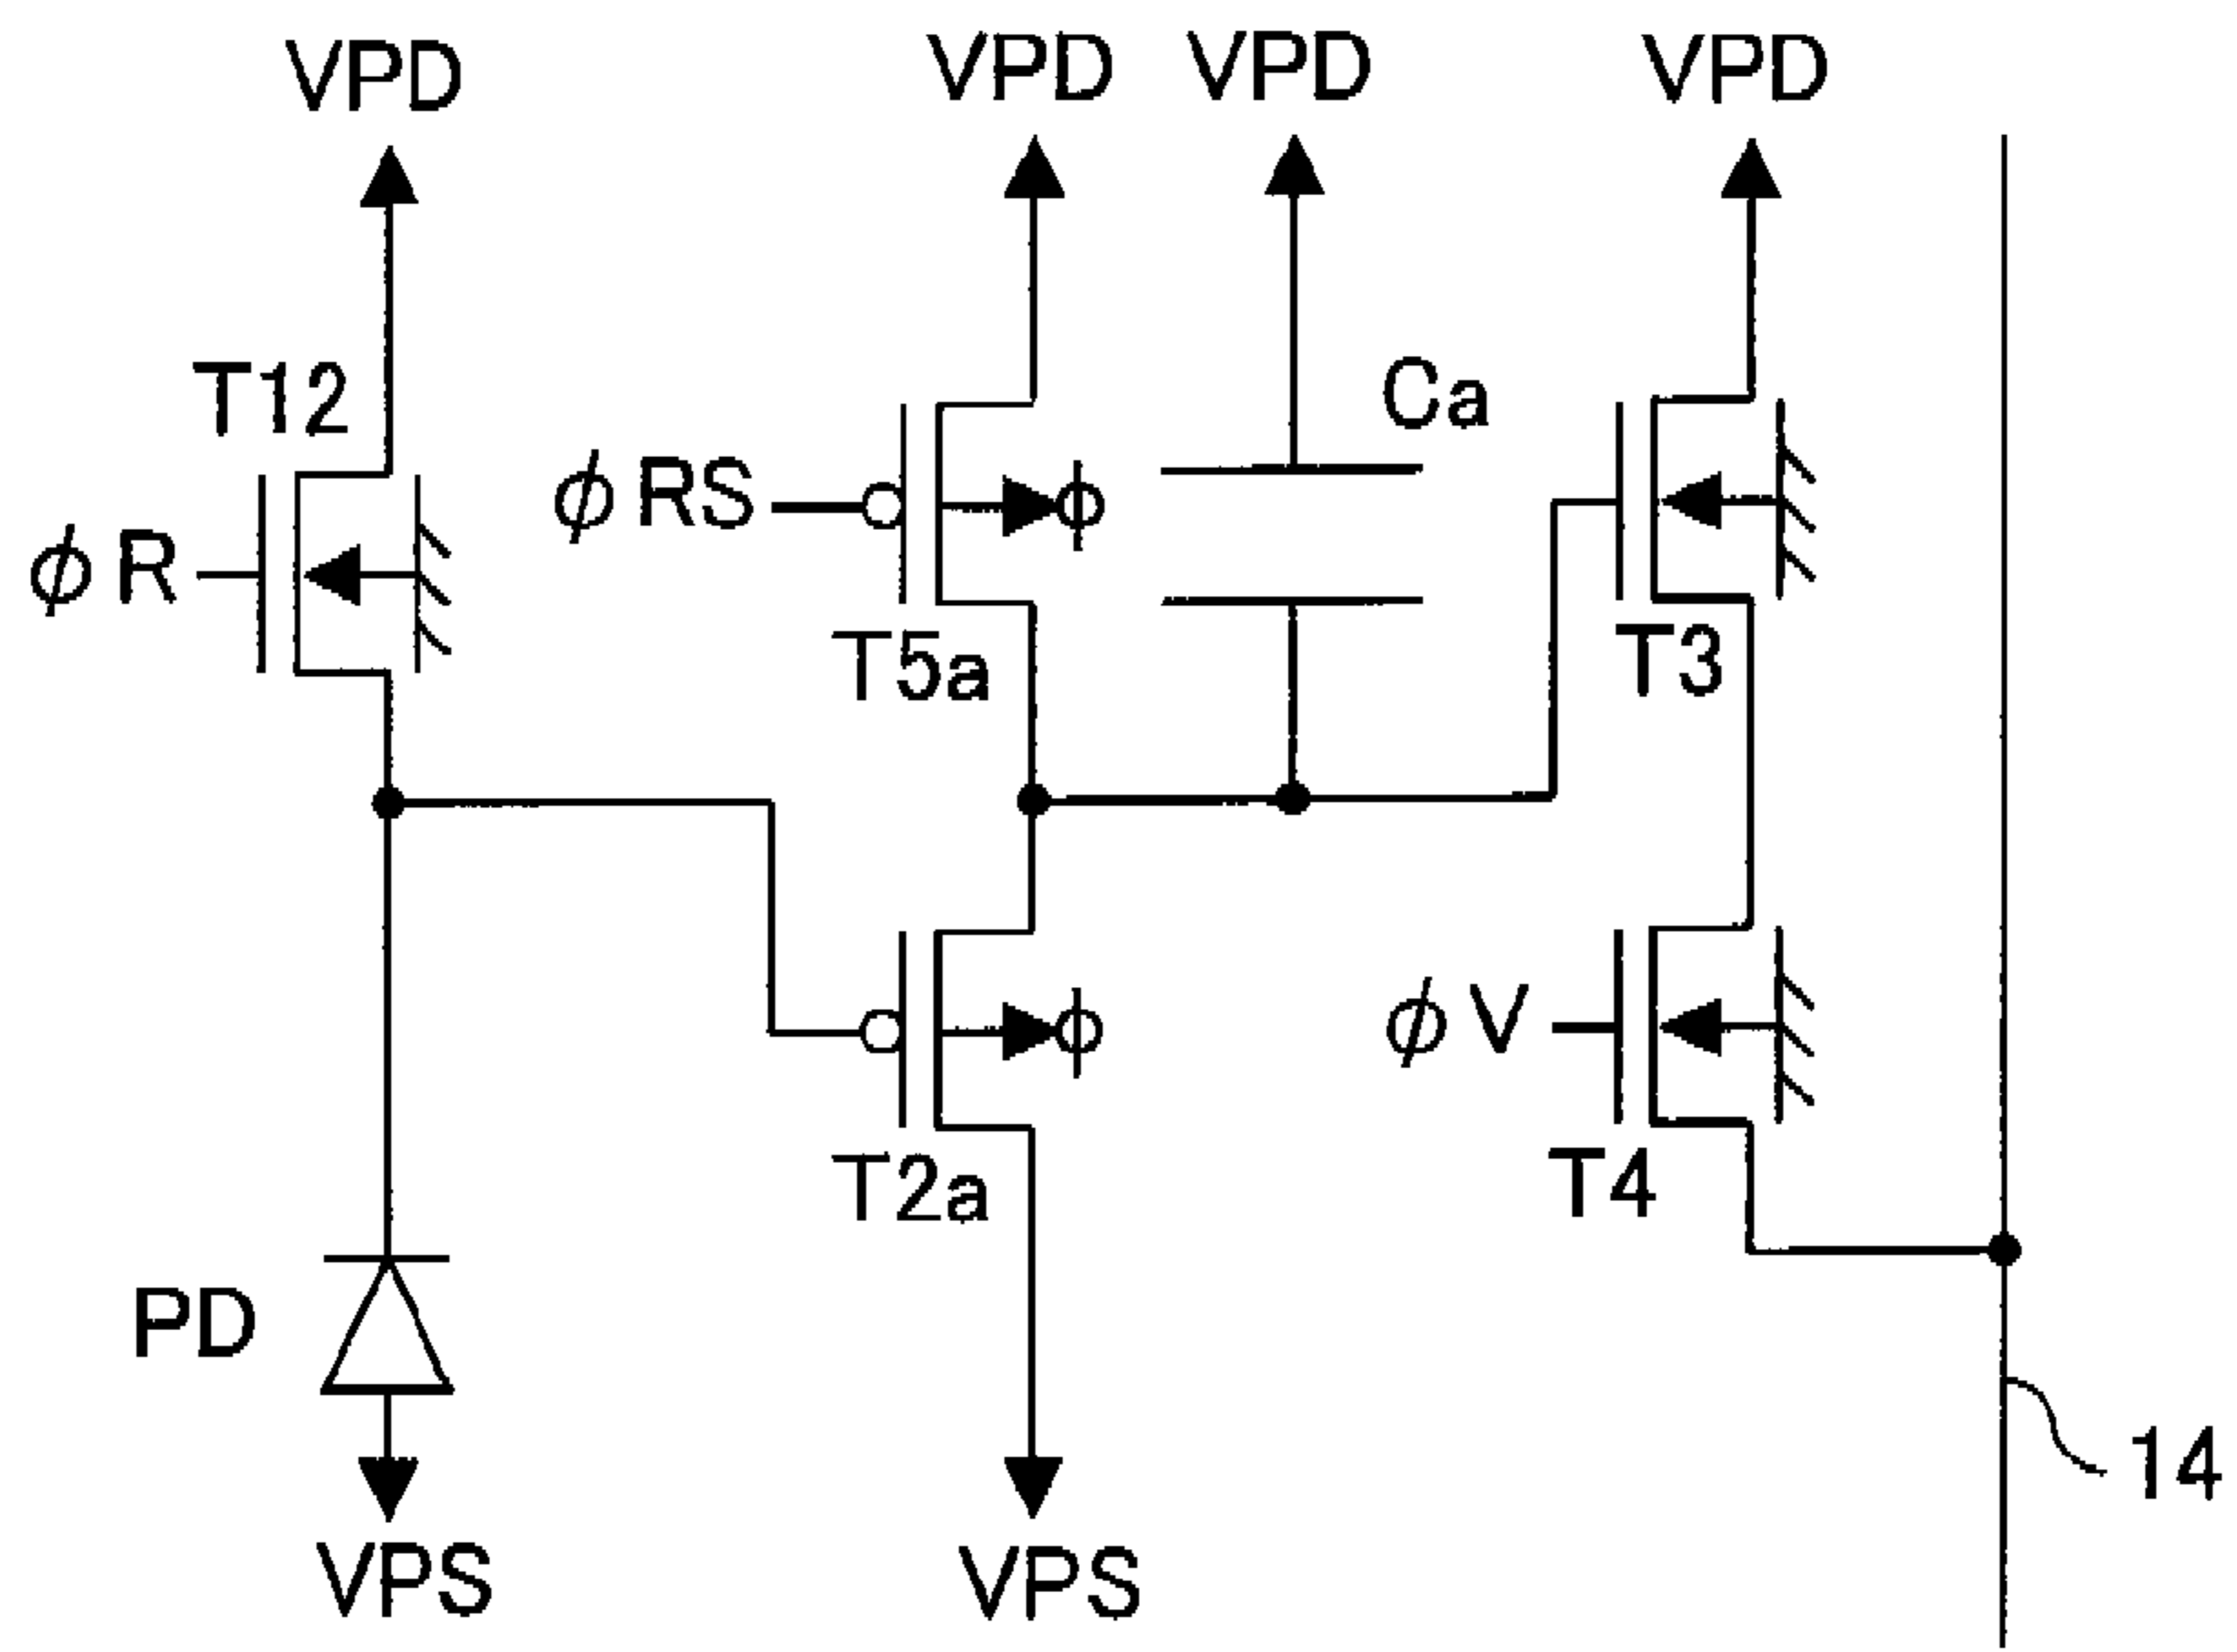 VPD VPD VPD VPD
T12 Ca
φRS
φR
T5a T3
φV
T2a T4
PD
14
VPS VPS